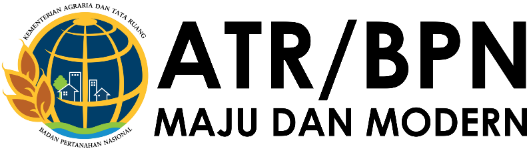 KEMENTERIAN AGRARIA DAN TATA RUANG
BADAN PERTANAHAN NASIONAL
ATR/BPN
MAJU DAN MODERN